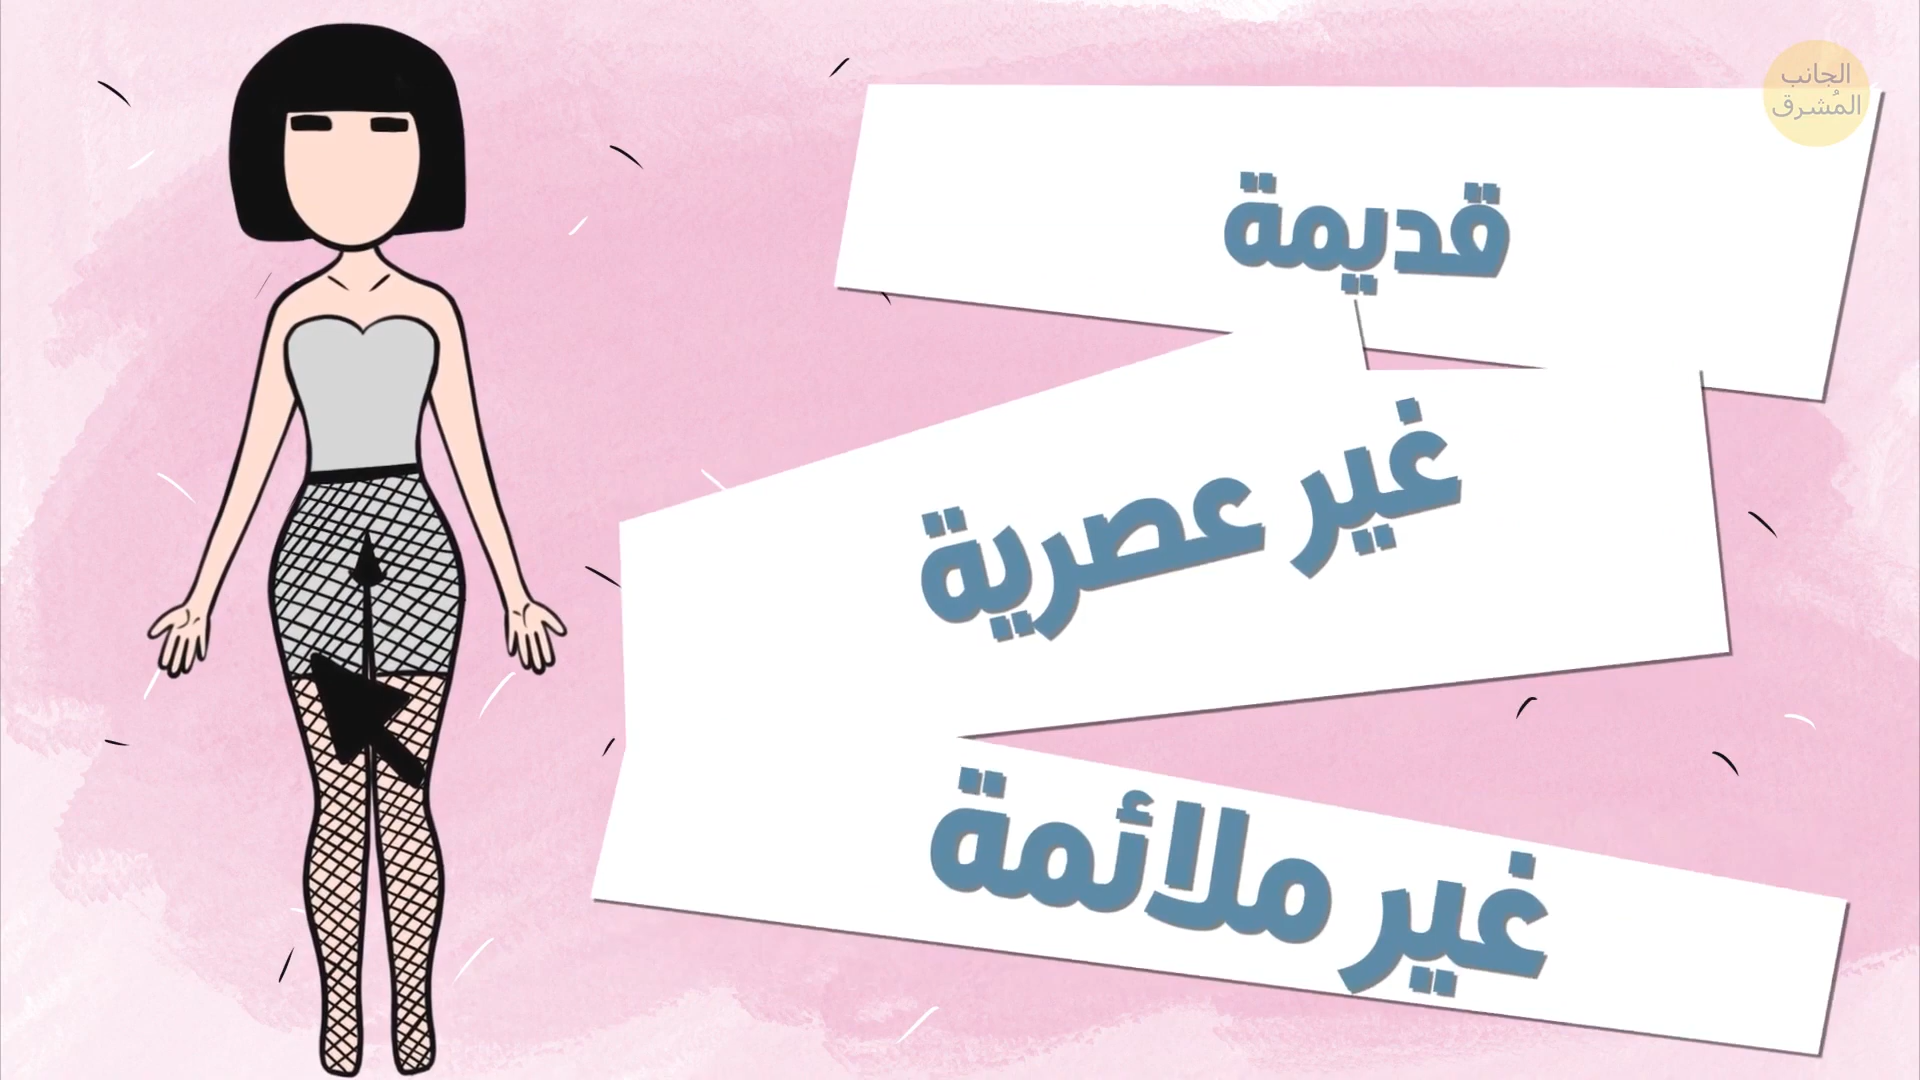 الجانب
المُشرق
قديمة
غير عصرية
غير ملائمة